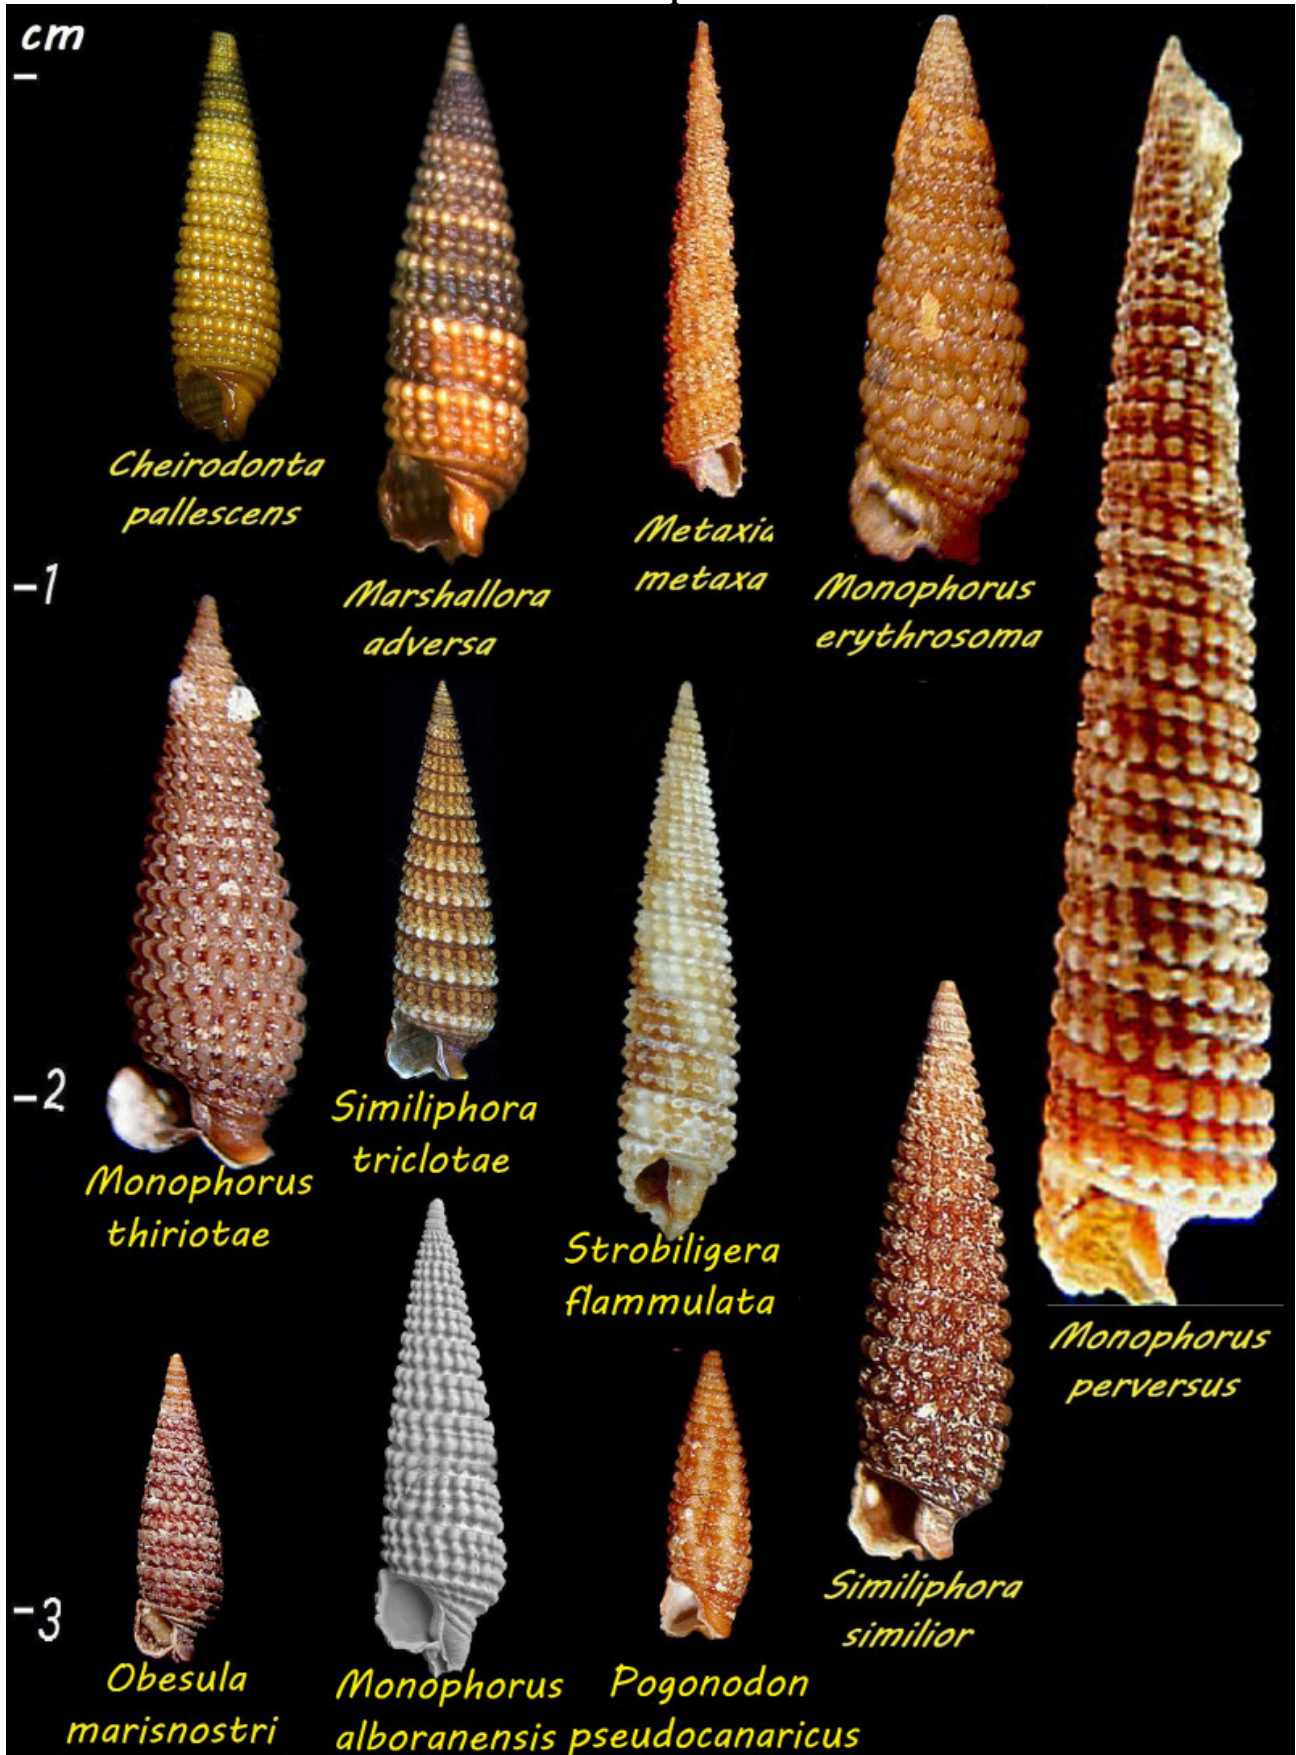 cm
Cheirodonta
pallescens
Metaxia
metaxa
-1
Marshallora
adversa
Monophorus
erythrosoma
-2
Similiphora
triclotae
Monophorus
thiriotae
Strobiligera
flammulata
Monophorus
perversus
Similiphora
similior
-3
Obesula
marisnostri
Monophorus
alboranensis
Pogonodon
pseudocanaricus